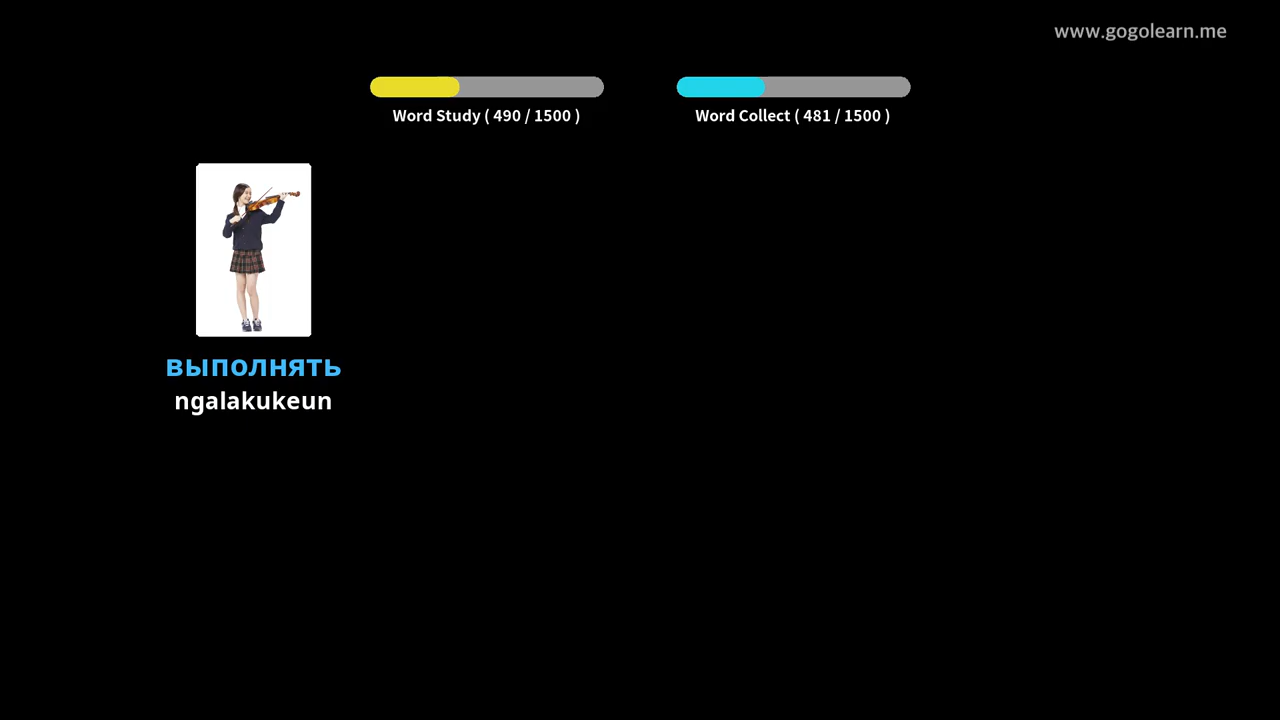 www.gogolearn.me
Word Study ( 490 / 1500 )
Word Collect ( 481 / 1500 )
выполнять
ngalakukeun